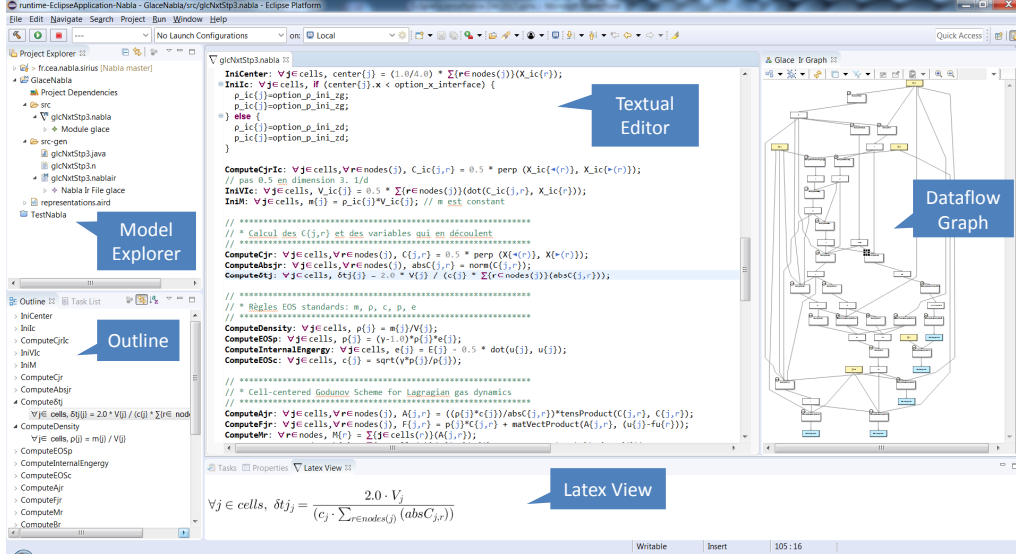 runtime-EclipseApplication-Nabla - GlaceNabla/src/glcNxtStp3.nabla - Eclipse Platform
File Edit Navigate Search Project Run Window Help
--- No Launch Configurations on: Local Quick Access
Project Explorer
> fr.cea.nabla.sirius [Nabla master]
GlaceNabla
Project Dependencies
src
glcNxtStp3.nabla
Module glace
src-gen
glcNxtStp3.java
glcNxtStp3.n
glcNxtStp3.nablair
Nabla Ir File glace
representations.aird
TestNabla
Model Explorer
Outline Task List
IniCenter
IniIc
ComputeCjrIc
IniVIc
IniM
ComputeCjr
ComputeAbsjr
Computeδtj
∀j∈ cells, δtj{j} = 2.0 * V{j} / (c{j} * ∑{r∈ node
ComputeDensity
∀j∈ cells, ρ{j} = m{j} / V{j}
ComputeEOSp
ComputeInternalEngergy
ComputeEOSc
ComputeAjr
ComputeFjr
ComputeMr
ComputeBr
Outline
glcNxtStp3.nabla
IniCenter: ∀j∈cells, center{j} = (1.0/4.0) * ∑{r∈nodes(j)}(X_ic{r});
IniIc: ∀j∈cells, if (center{j}.x < option_x_interface) {
ρ_ic{j}=option_ρ_ini_zg;
p_ic{j}=option_p_ini_zg;
} else {
ρ_ic{j}=option_ρ_ini_zd;
p_ic{j}=option_p_ini_zd;
}
ComputeCjrIc: ∀j∈cells,∀r∈nodes(j), C_ic{j,r} = 0.5 * perp (X_ic{◄(r)}, X_ic{►(r)});
// pas 0.5 en dimension 3. 1/d
IniVIc: ∀j∈cells, V_ic{j} = 0.5 * ∑{r∈nodes(j)}(dot(C_ic{j,r}, X_ic{r}));
IniM: ∀j∈cells, m{j} = ρ_ic{j}*V_ic{j}; // m est constant
// ******************************************************
// * Calcul des C{j,r} et des variables qui en découlent
// ******************************************************
ComputeCjr: ∀j∈cells,∀r∈nodes(j), C{j,r} = 0.5 * perp (X{◄(r)}, X{►(r)});
ComputeAbsjr: ∀j∈cells,∀r∈nodes(j), absC{j,r} = norm(C{j,r});
Computeδtj: ∀j∈cells, δtj{j} = 2.0 * V{j} / (c{j} * ∑{r∈nodes(j)}(absC{j,r}));
// ******************************************************
// * Règles EOS standards: m, ρ, c, p, e
// ******************************************************
ComputeDensity: ∀j∈cells, ρ{j} = m{j}/V{j};
ComputeEOSp: ∀j∈cells, p{j} = (γ-1.0)*ρ{j}*e{j};
ComputeInternalEngergy: ∀j∈cells, e{j} = E{j} - 0.5 * dot(u{j}, u{j});
ComputeEOSc: ∀j∈cells, c{j} = sqrt(γ*p{j}/ρ{j});
// ******************************************************
// * Cell-centered Godunov Scheme for Lagragian gas dynamics
// ******************************************************
ComputeAjr: ∀j∈cells,∀r∈nodes(j), A{j,r} = ((ρ{j}*c{j})/absC{j,r})*tensProduct(C{j,r}, C{j,r});
ComputeFjr: ∀j∈cells,∀r∈nodes(j), F{j,r} = p{j}*C{j,r} + matVectProduct(A{j,r}, (u{j}-fu{r}));
ComputeMr: ∀r∈nodes, M{r} = ∑{j∈cells(r)}(A{j,r});
Textual Editor
Glace Ir Graph
Dataflow Graph
Tasks Properties Latex View
∀j ∈ cells, δtj_j = 2.0 · V_j / (c_j · ∑_{r∈nodes(j)} (absC_{j,r}))
Latex View
Writable Insert 105 : 16